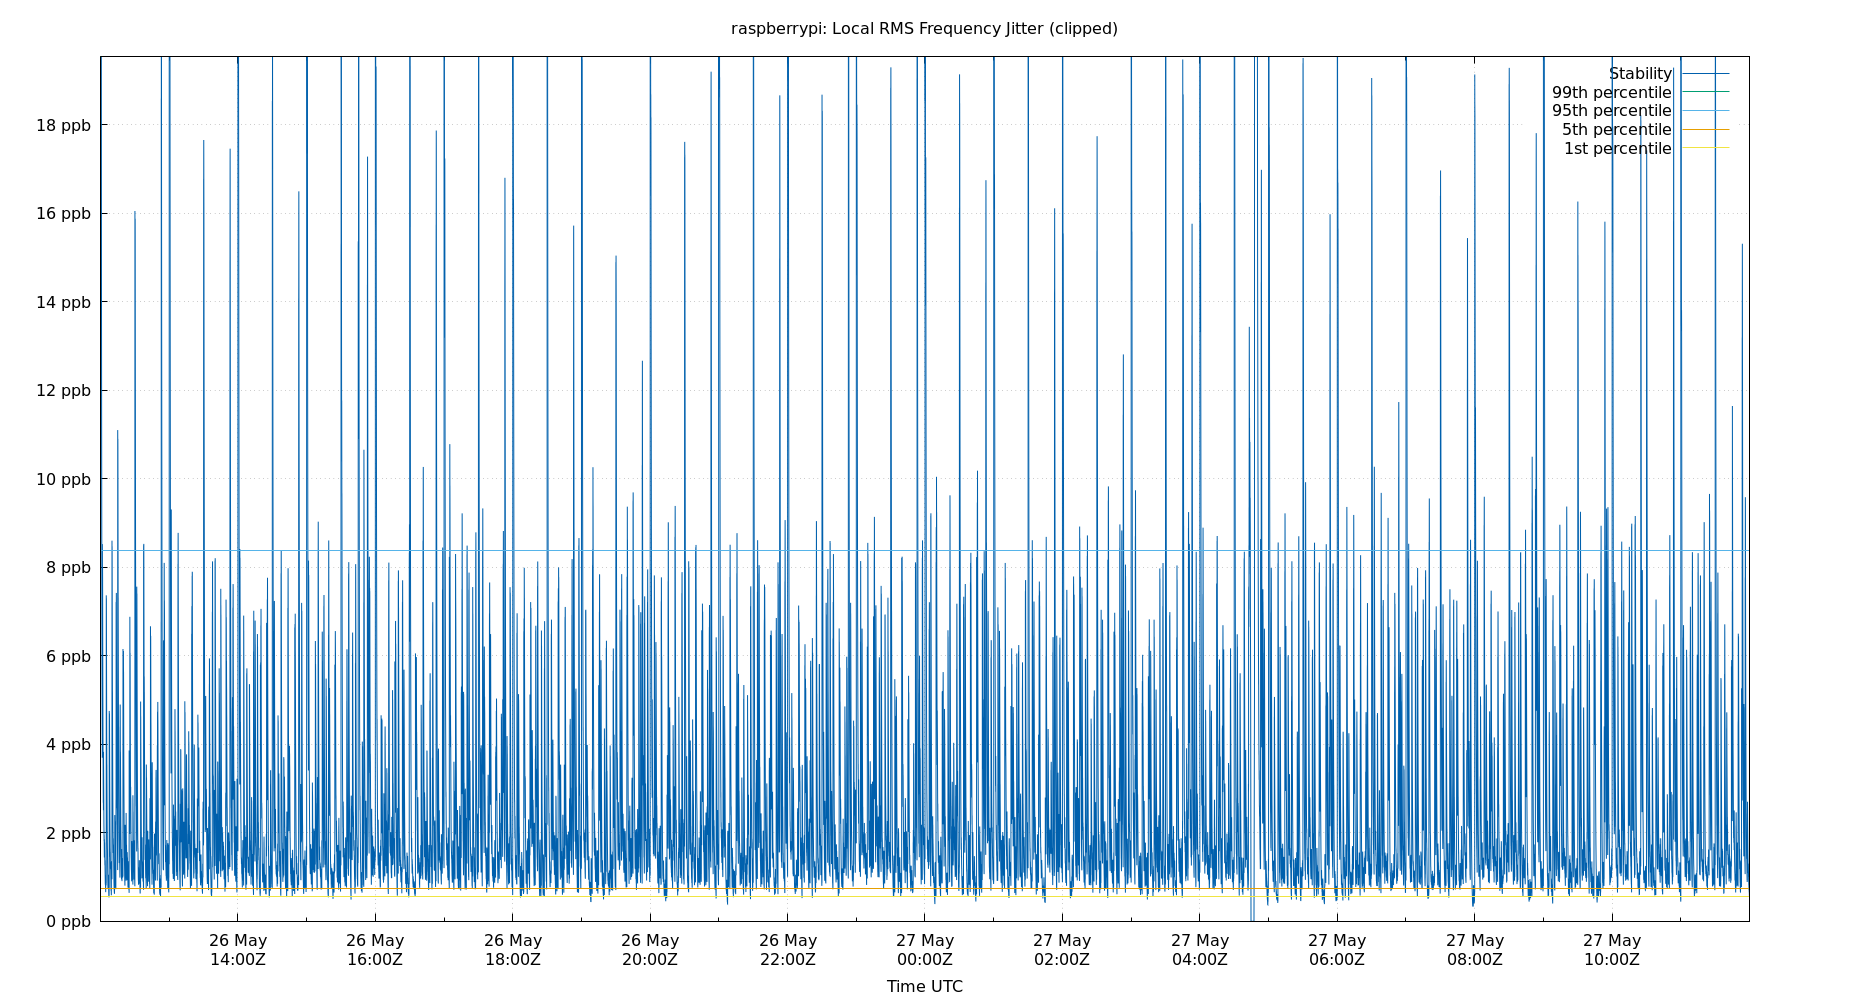 raspberrypi: Local RMS Frequency Jitter (clipped)
Stability
99th percentile
95th percentile
5th percentile
1st percentile
18 ppb
16 ppb
14 ppb
12 ppb
10 ppb
8 ppb
6 ppb
4 ppb
2 ppb
0 ppb
26 May 26 May 26 May 26 May 26 May 27 May 27 May 27 May 27 May 27 May 27 May
14:00Z 16:00Z 18:00Z 20:00Z 22:00Z 00:00Z 02:00Z 04:00Z 06:00Z 08:00Z 10:00Z
Time UTC